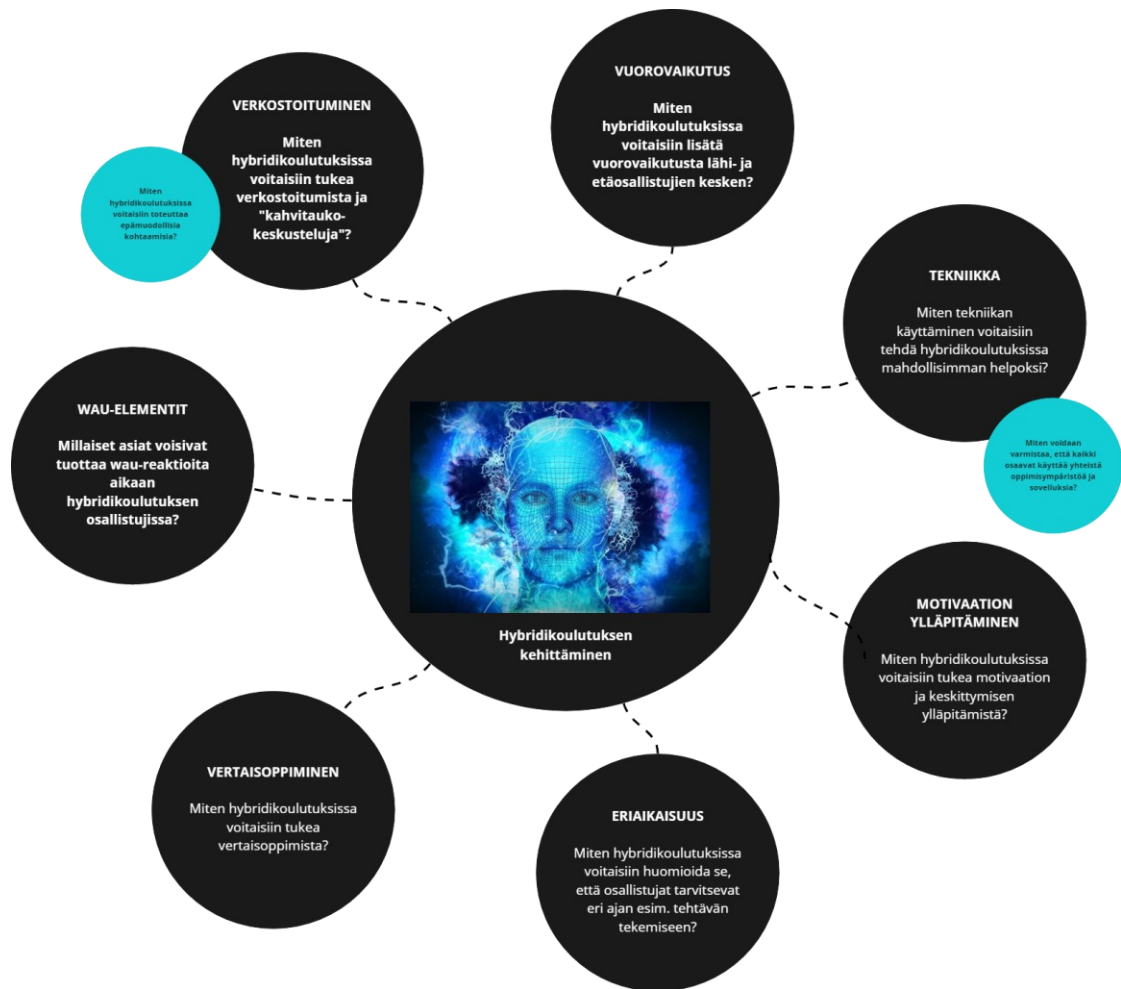 VUOROVAIKUTUS
Miten
hybridikoulutuksissa
voitaisiin lisätä
vuorovaikutusta lähi- ja
etäosallistujien kesken?
VERKOSTOITUMINEN
Miten
hybridikoulutuksissa
voitaisiin tukea
verkostoitumista ja
"kahvitauko-
keskusteluja"?
Miten
hybridikoulutuksissa
voitaisiin toteuttaa
epämuodollisia
kohtaamisia?
TEKNIIKKA
Miten tekniikan
käyttäminen voitaisiin
tehdä hybridikoulutuksissa
mahdollisimman helpoksi?
Miten voidaan
varmistaa, että kaikki
osaavat käyttää yhteistä
oppimisympäristöä ja
sovelluksia?
WAU-ELEMENTIT
Millaiset asiat voisivat
tuottaa wau-reaktioita
aikaan
hybridikoulutuksen
osallistujissa?
Hybridikoulutuksen
kehittäminen
MOTIVAATION
YLLÄPITÄMINEN
Miten hybridikoulutuksissa
voitaisiin tukea motivaation
ja keskittymisen
ylläpitämistä?
VERTAISOPPIMINEN
Miten hybridikoulutuksissa
voitaisiin tukea
vertaisoppimista?
ERIAIKAISUUS
Miten hybridikoulutuksissa
voitaisiin huomioida se,
että osallistujat tarvitsevat
eri ajan esim. tehtävän
tekemiseen?